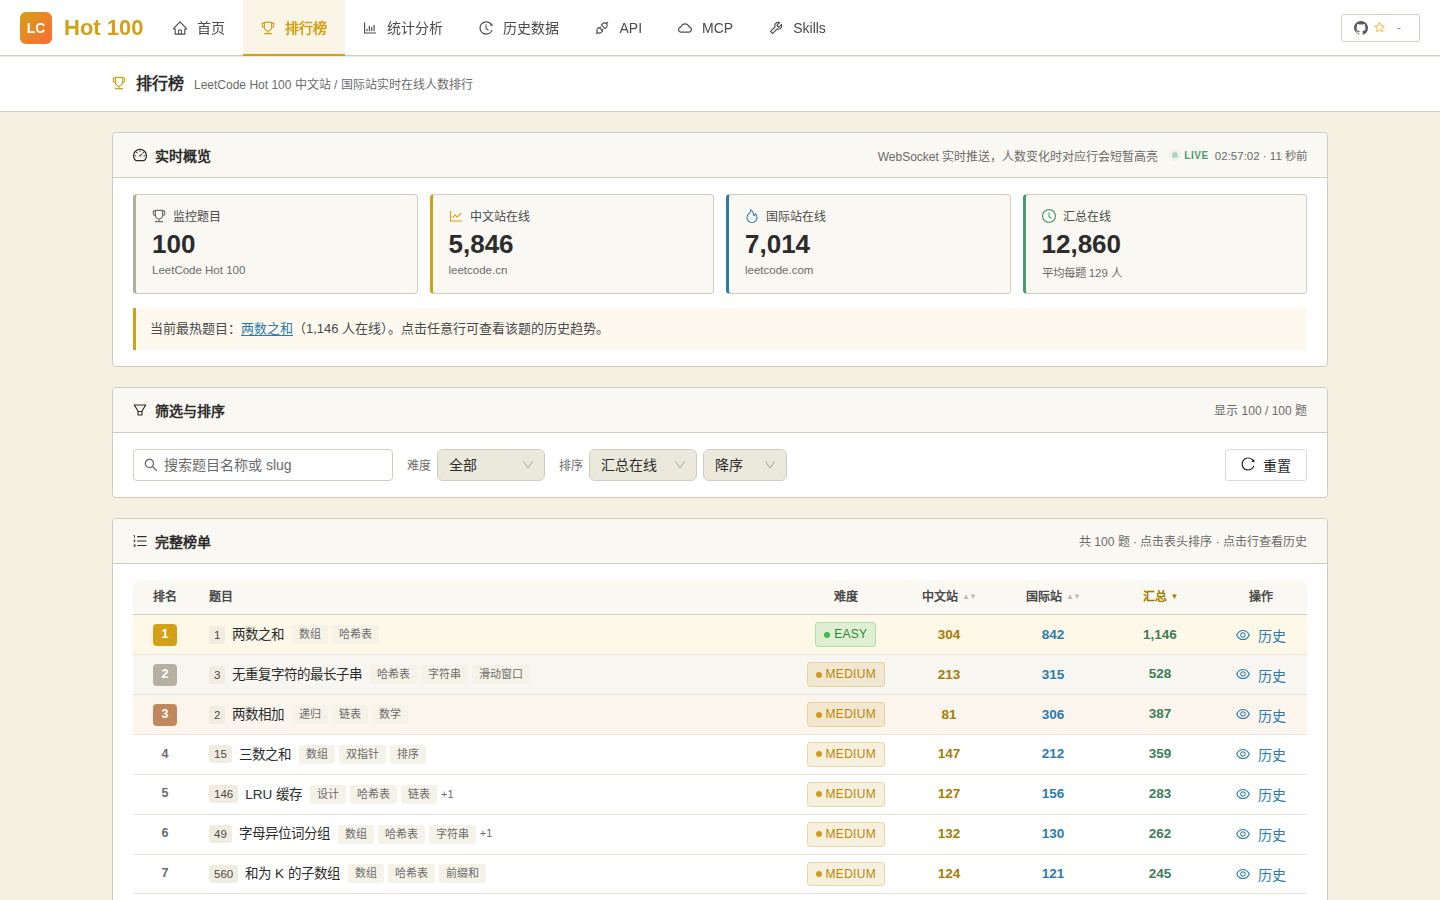 LC Hot 100 首页 排行榜 统计分析 历史数据 API MCP Skills -
排行榜 LeetCode Hot 100 中文站 / 国际站实时在线人数排行
实时概览 WebSocket 实时推送，人数变化时对应行会短暂高亮 LIVE 02:57:02 · 11 秒前
监控题目 中文站在线 国际站在线 汇总在线
100 5,846 7,014 12,860
LeetCode Hot 100 leetcode.cn leetcode.com 平均每题 129 人
当前最热题目：两数之和（1,146 人在线）。点击任意行可查看该题的历史趋势。
筛选与排序 显示 100 / 100 题
搜索题目名称或 slug 难度 全部 排序 汇总在线 降序 重置
完整榜单 共 100 题 · 点击表头排序 · 点击行查看历史
排名 题目 难度 中文站 国际站 汇总 操作
1 1 两数之和 数组 哈希表 EASY 304 842 1,146 历史
2 3 无重复字符的最长子串 哈希表 字符串 滑动窗口 MEDIUM 213 315 528 历史
3 2 两数相加 递归 链表 数学 MEDIUM 81 306 387 历史
4 15 三数之和 数组 双指针 排序 MEDIUM 147 212 359 历史
5 146 LRU 缓存 设计 哈希表 链表 +1 MEDIUM 127 156 283 历史
6 49 字母异位词分组 数组 哈希表 字符串 +1 MEDIUM 132 130 262 历史
7 560 和为 K 的子数组 数组 哈希表 前缀和 MEDIUM 124 121 245 历史